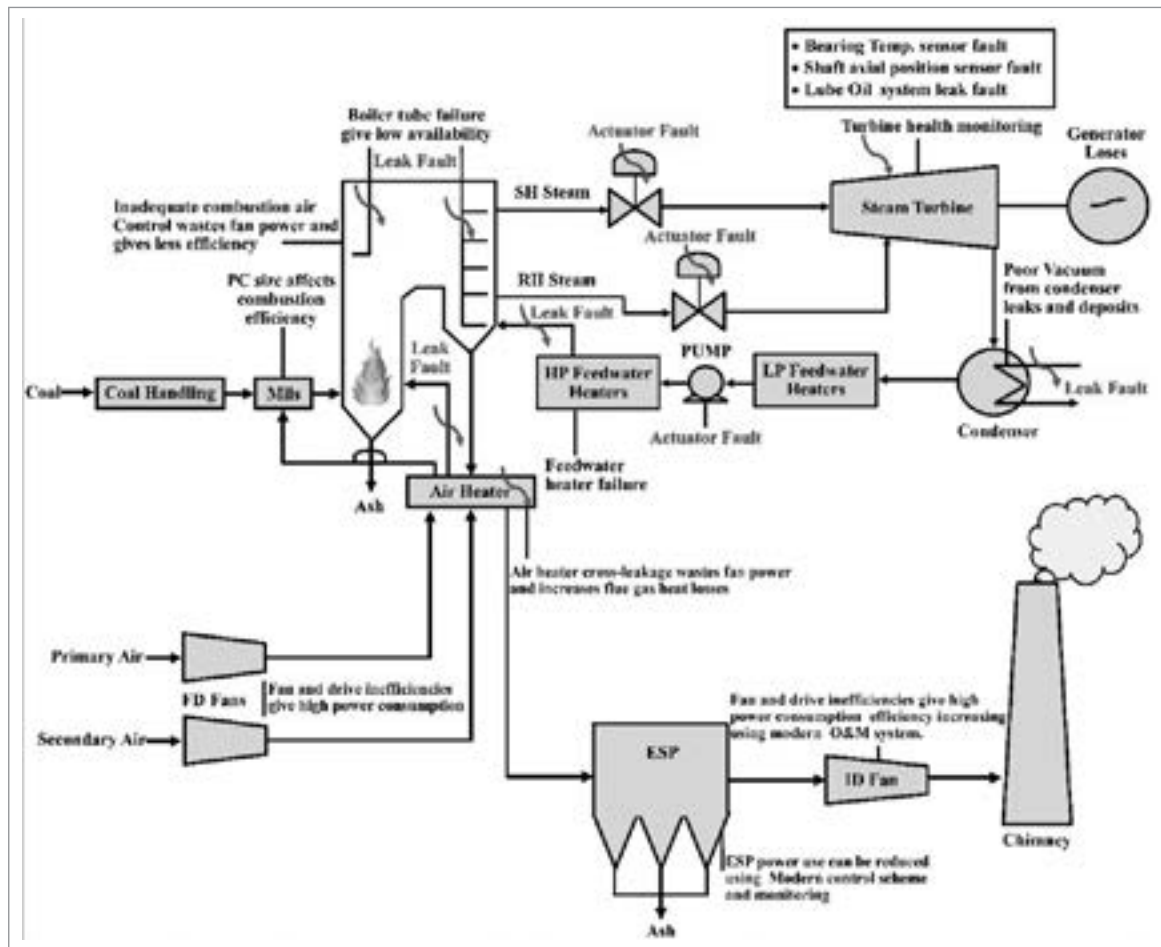 • Bearing Temp. sensor fault
• Shaft axial position sensor fault
• Lube Oil system leak fault
Boiler tube failure
give low availability
Leak Fault
Actuator Fault
Turbine health monitoring
Generator
Loses
Inadequate combustion air
Control wastes fan power and
gives less efficiency
SH Steam
Steam Turbine
Actuator Fault
PC size affects
combustion
efficiency
RH Steam
Leak Fault
Poor Vacuum
from condenser
leaks and deposits
Leak
Fault
PUMP
Coal
Coal Handling
Mills
HP Feedwater
Heaters
LP Feedwater
Heaters
Leak Fault
Actuator Fault
Condenser
Feedwater
heater failure
Air Heater
Ash
Air heater cross-leakage wastes fan power
and increases flue gas heat losses
Primary Air
FD Fans
Fan and drive inefficiencies
give high power consumption
Secondary Air
Fan and drive inefficiencies give high
power consumption efficiency increasing
using modern O&M system.
ESP
ID Fan
Chimney
ESP power use can be reduced
using Modern control scheme
and monitoring
Ash